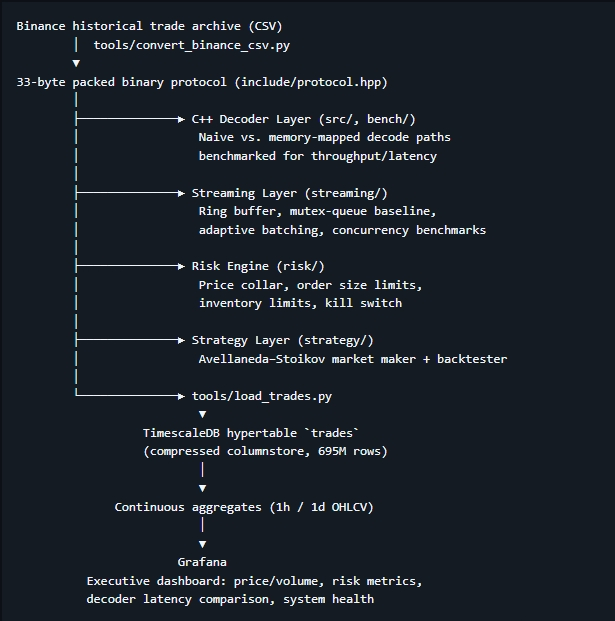 Binance historical trade archive (CSV)
tools/convert_binance_csv.py
33-byte packed binary protocol (include/protocol.hpp)
C++ Decoder Layer (src/, bench/)
Naive vs. memory-mapped decode paths
benchmarked for throughput/latency
Streaming Layer (streaming/)
Ring buffer, mutex-queue baseline,
adaptive batching, concurrency benchmarks
Risk Engine (risk/)
Price collar, order size limits,
inventory limits, kill switch
Strategy Layer (strategy/)
Avellaneda–Stoikov market maker + backtester
tools/load_trades.py
TimescaleDB hypertable `trades`
(compressed columnstore, 695M rows)
Continuous aggregates (1h / 1d OHLCV)
Grafana
Executive dashboard: price/volume, risk metrics,
decoder latency comparison, system health